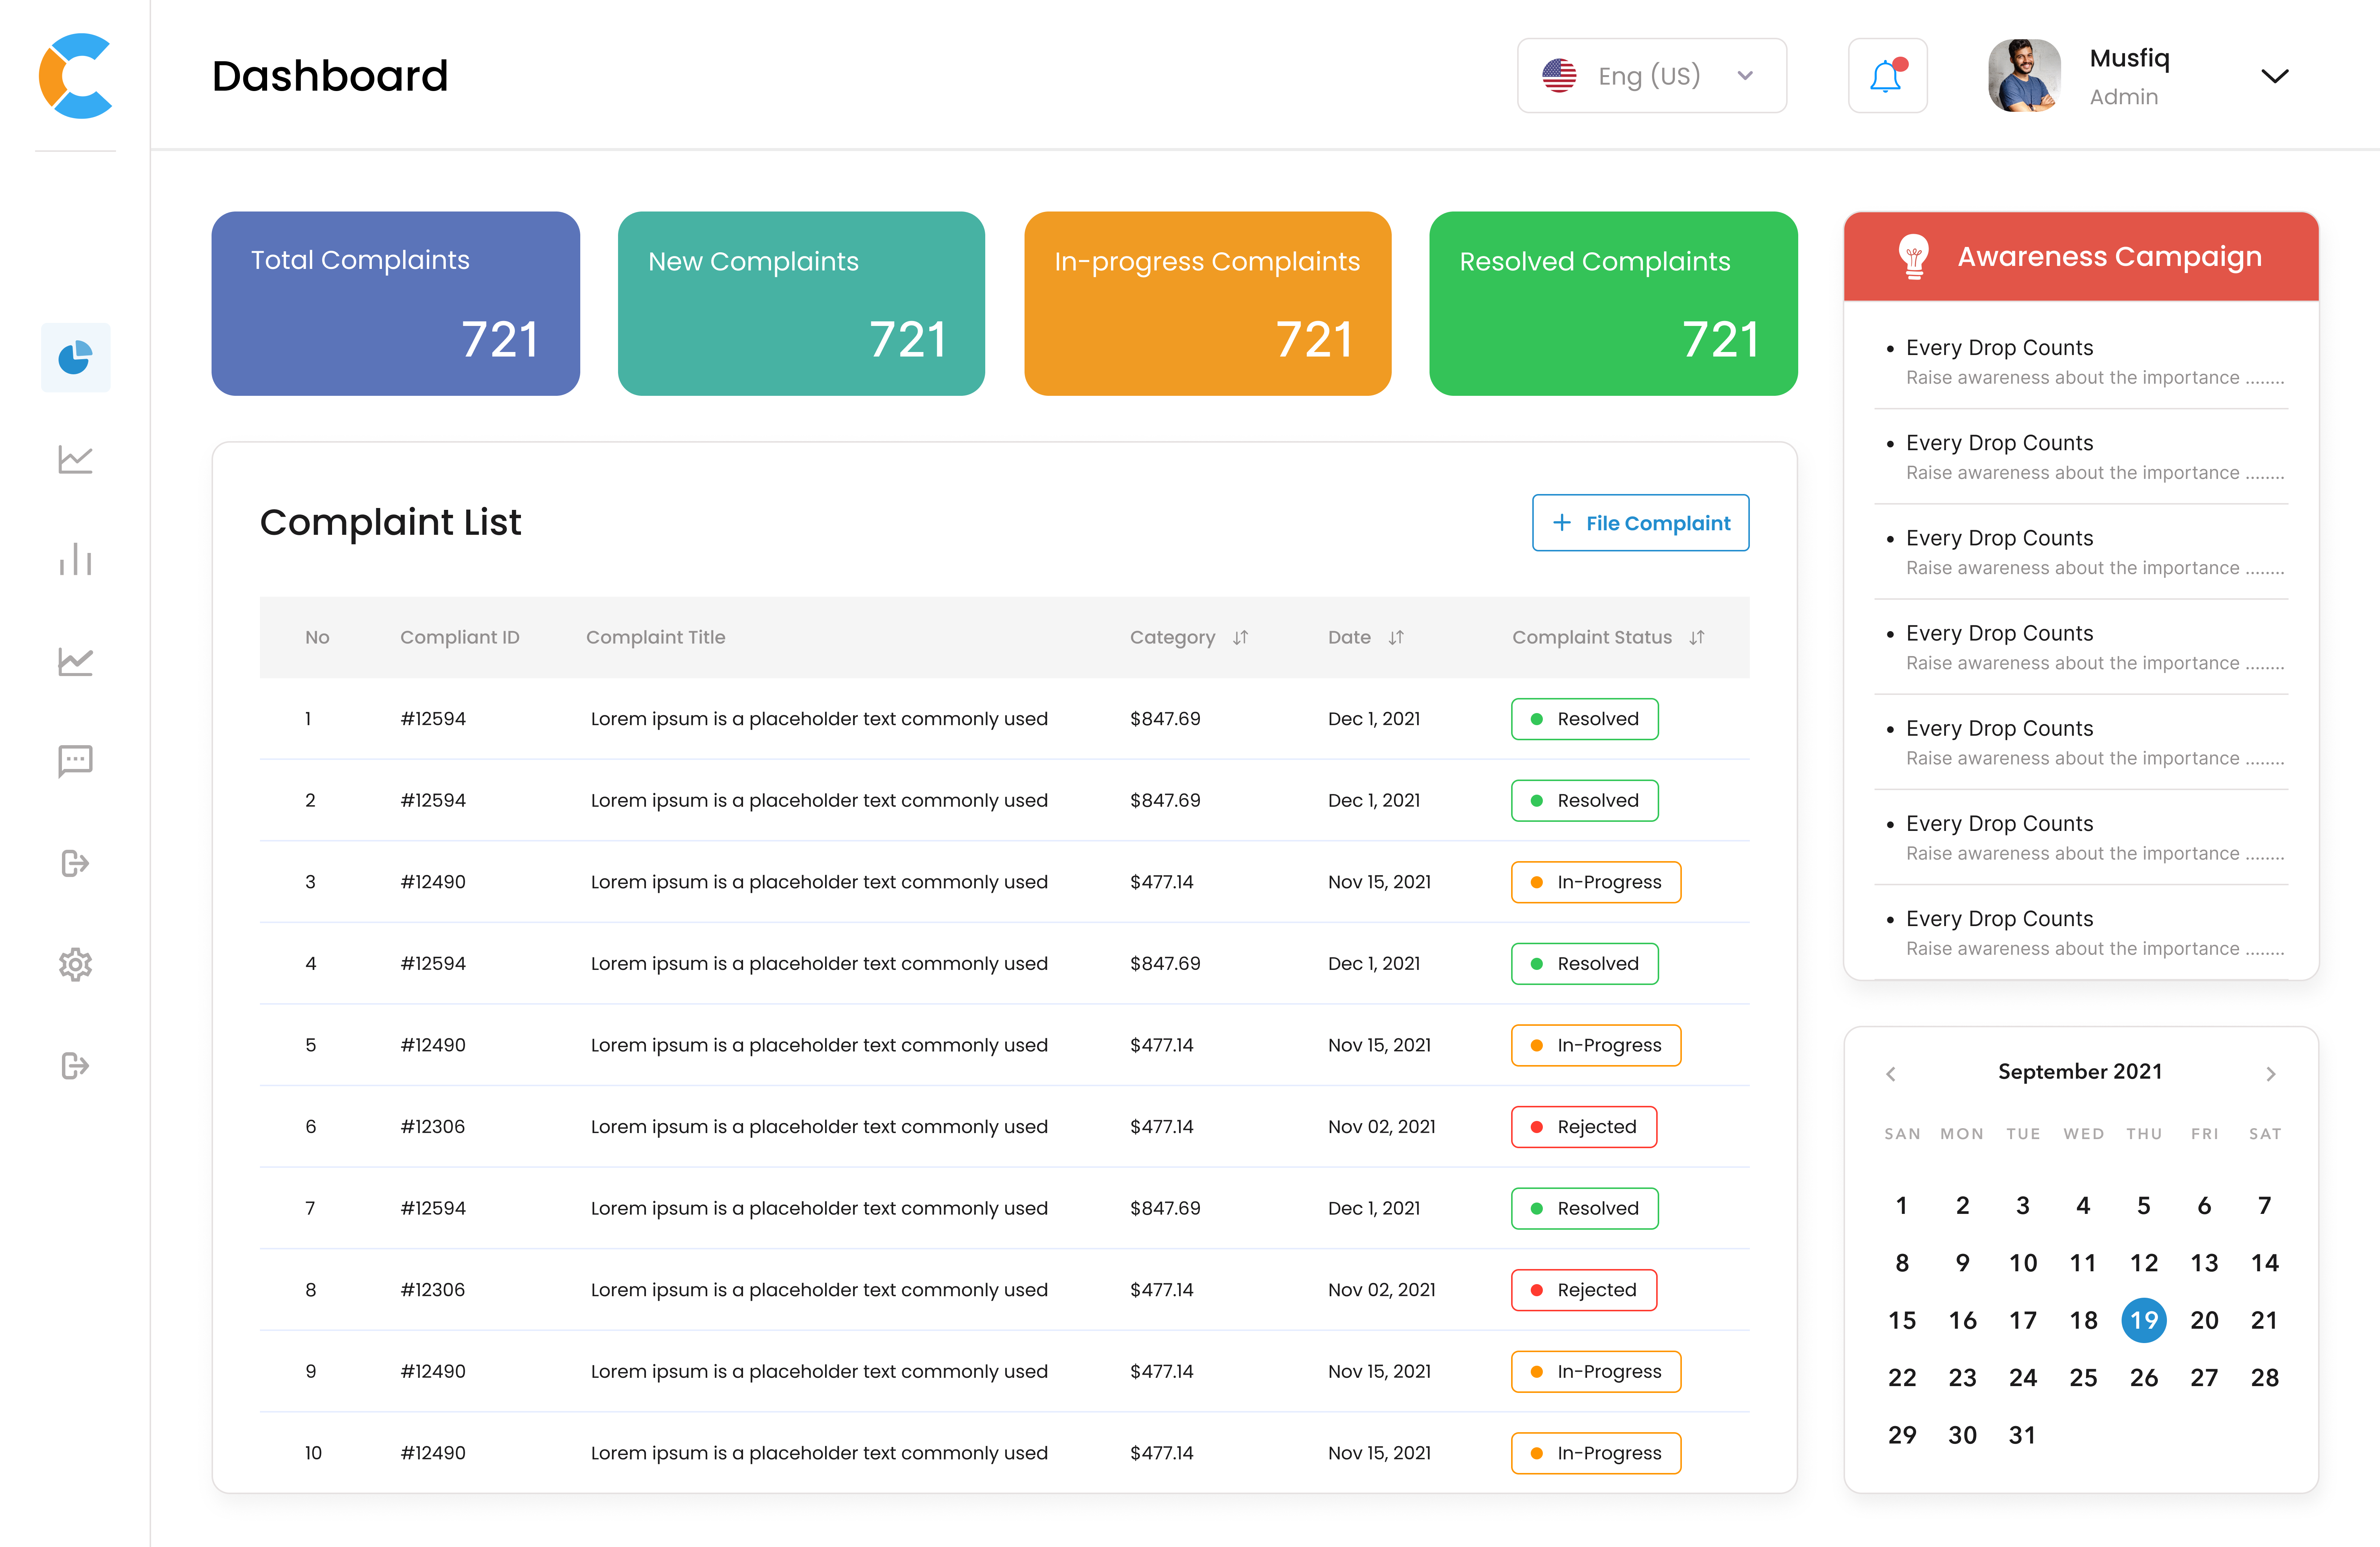 Dashboard
Eng (US)
Musfiq
Admin
Total Complaints
721
New Complaints
721
In-progress Complaints
721
Resolved Complaints
721
Complaint List
+ File Complaint
No Compliant ID Complaint Title Category Date Complaint Status
1 #12594 Lorem ipsum is a placeholder text commonly used $847.69 Dec 1, 2021 Resolved
2 #12594 Lorem ipsum is a placeholder text commonly used $847.69 Dec 1, 2021 Resolved
3 #12490 Lorem ipsum is a placeholder text commonly used $477.14 Nov 15, 2021 In-Progress
4 #12594 Lorem ipsum is a placeholder text commonly used $847.69 Dec 1, 2021 Resolved
5 #12490 Lorem ipsum is a placeholder text commonly used $477.14 Nov 15, 2021 In-Progress
6 #12306 Lorem ipsum is a placeholder text commonly used $477.14 Nov 02, 2021 Rejected
7 #12594 Lorem ipsum is a placeholder text commonly used $847.69 Dec 1, 2021 Resolved
8 #12306 Lorem ipsum is a placeholder text commonly used $477.14 Nov 02, 2021 Rejected
9 #12490 Lorem ipsum is a placeholder text commonly used $477.14 Nov 15, 2021 In-Progress
10 #12490 Lorem ipsum is a placeholder text commonly used $477.14 Nov 15, 2021 In-Progress
Awareness Campaign
• Every Drop Counts
Raise awareness about the importance ........
• Every Drop Counts
Raise awareness about the importance ........
• Every Drop Counts
Raise awareness about the importance ........
• Every Drop Counts
Raise awareness about the importance ........
• Every Drop Counts
Raise awareness about the importance ........
• Every Drop Counts
Raise awareness about the importance ........
• Every Drop Counts
Raise awareness about the importance ........
September 2021
SAN MON TUE WED THU FRI SAT
1 2 3 4 5 6 7
8 9 10 11 12 13 14
15 16 17 18 19 20 21
22 23 24 25 26 27 28
29 30 31